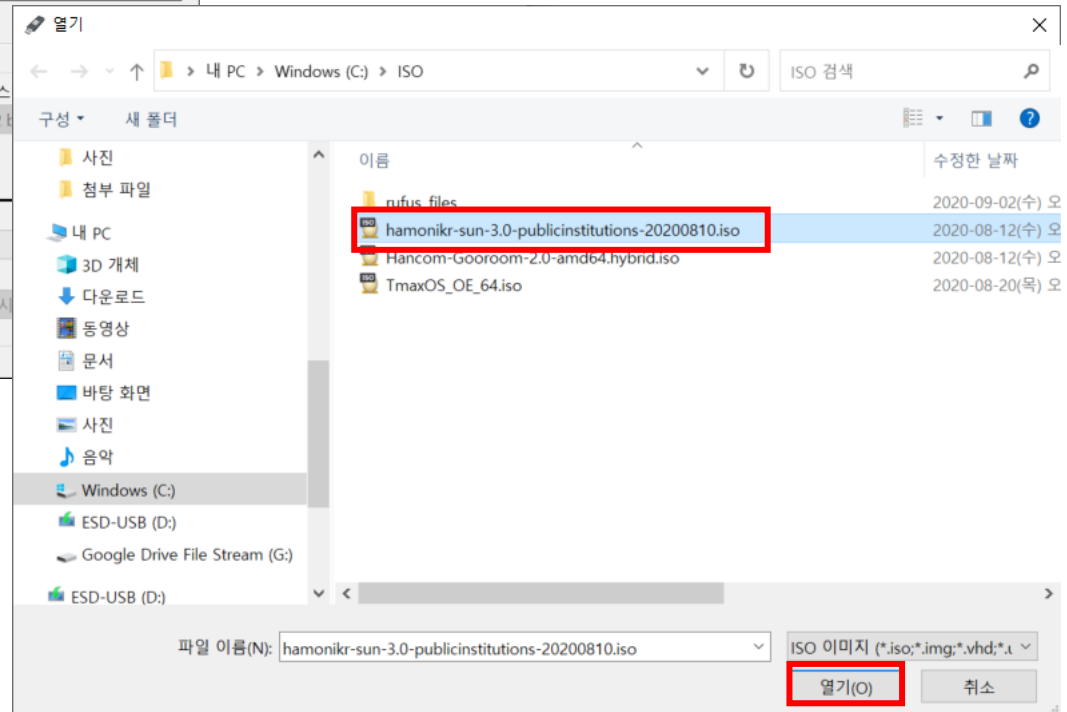 열기
내 PC > Windows (C:) > ISO
ISO 검색
구성
새 폴더
사진
첨부 파일
내 PC
3D 개체
다운로드
동영상
문서
바탕 화면
사진
음악
Windows (C:)
ESD-USB (D:)
Google Drive File Stream (G:)
ESD-USB (D:)
이름 수정한 날짜
rufus_files 2020-09-02(수) 오
hamonikr-sun-3.0-publicinstitutions-20200810.iso 2020-08-12(수) 오
Hancom-Gooroom-2.0-amd64.hybrid.iso 2020-08-12(수) 오
TmaxOS_OE_64.iso 2020-08-20(목) 오
파일 이름(N): hamonikr-sun-3.0-publicinstitutions-20200810.iso
ISO 이미지 (*.iso;*.img;*.vhd;*.u
열기(O) 취소